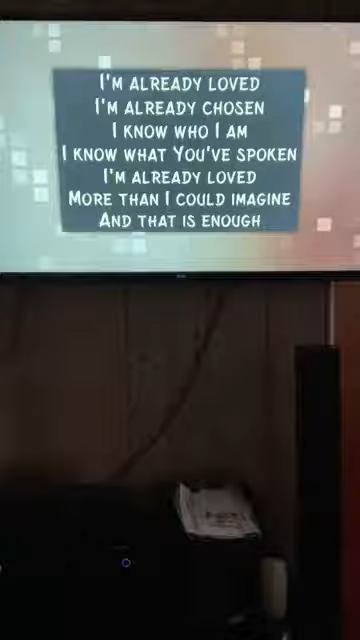 I'M ALREADY LOVED
I'M ALREADY CHOSEN
I KNOW WHO I AM
I KNOW WHAT YOU'VE SPOKEN
I'M ALREADY LOVED
MORE THAN I COULD IMAGINE
AND THAT IS ENOUGH